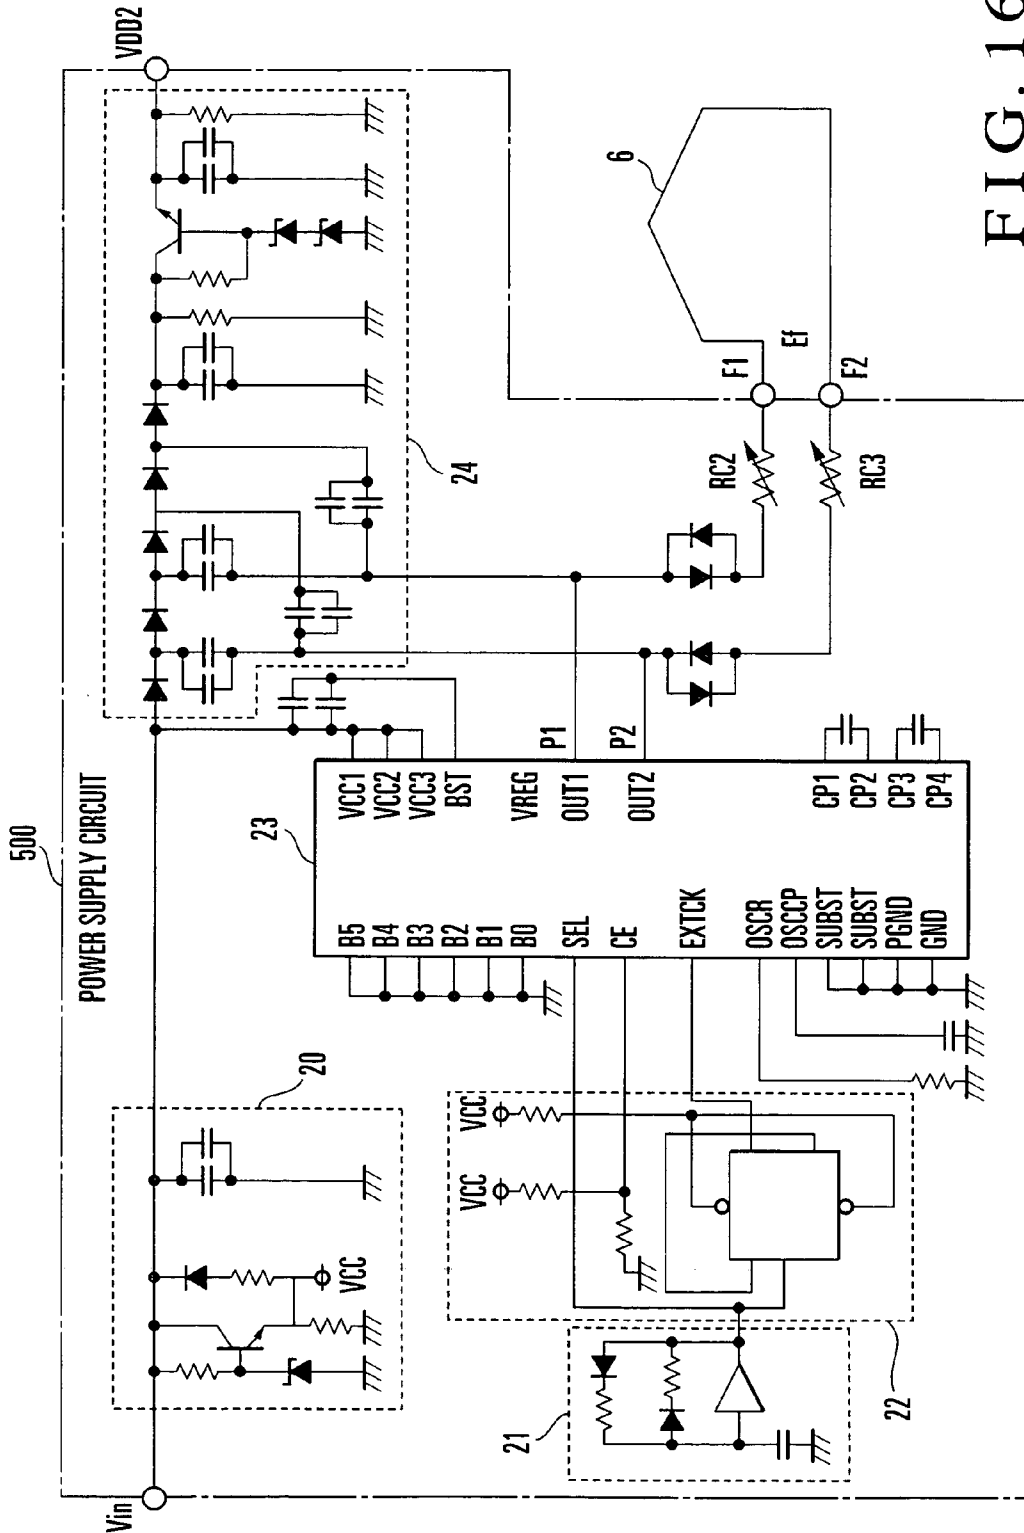 FIG. 16
500
POWER SUPPLY CIRCUIT
Vin
VDD2
20
VCC
24
23
B5
B4
B3
B2
B1
B0
SEL
CE
EXTCK
OSCR
OSCCP
SUBST
SUBST
PGND
GND
VCC1
VCC2
VCC3
BST
VREG
OUT1
OUT2
CP1
CP2
CP3
CP4
P1
P2
VCC
VCC
21
22
RC2
RC3
F1
Ef
F2
6